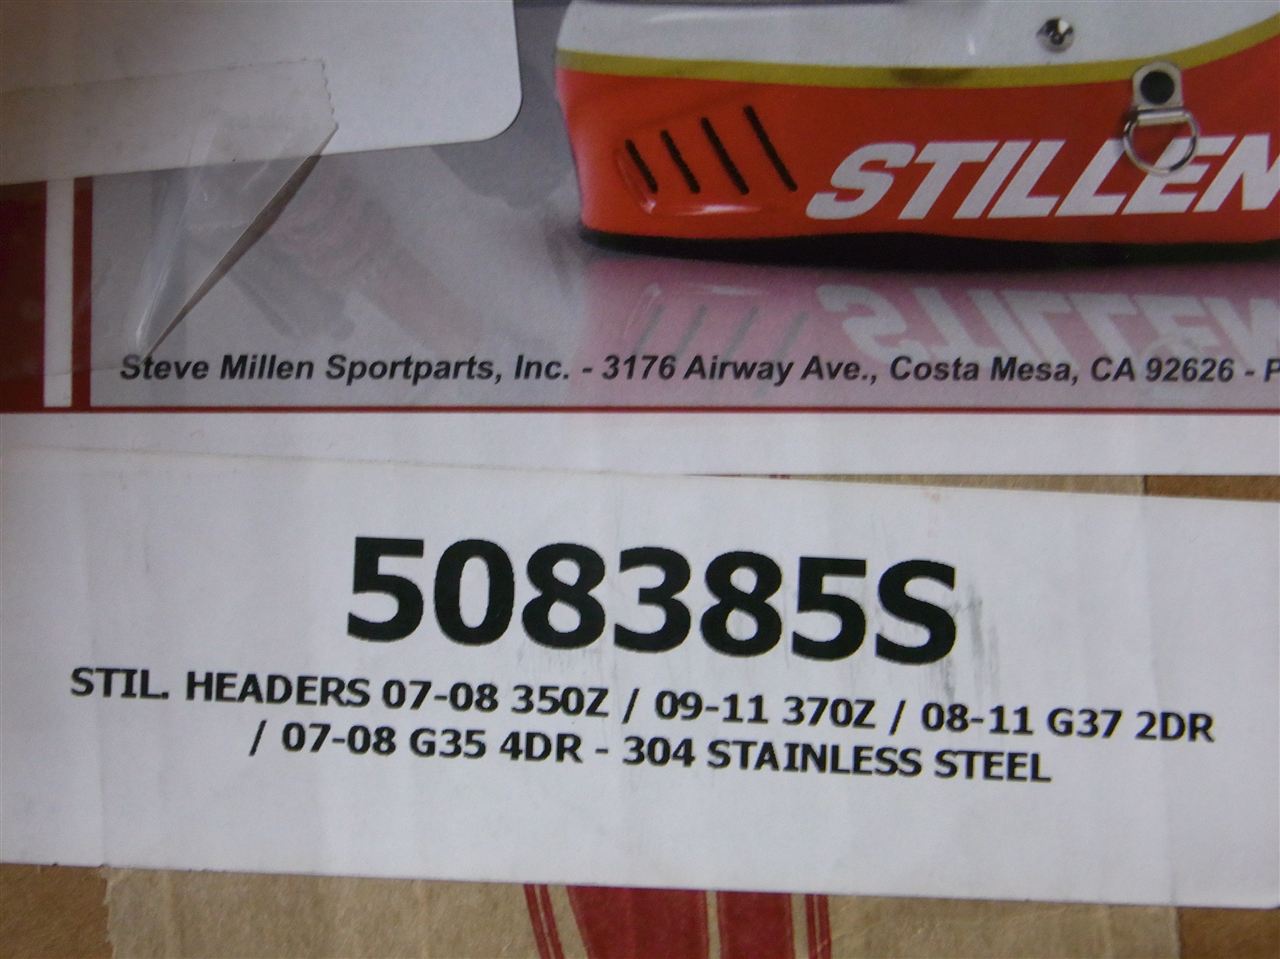 STILLEN
Steve Millen Sportparts, Inc. - 3176 Airway Ave., Costa Mesa, CA 92626 - P
508385S
STIL. HEADERS 07-08 350Z / 09-11 370Z / 08-11 G37 2DR
/ 07-08 G35 4DR - 304 STAINLESS STEEL